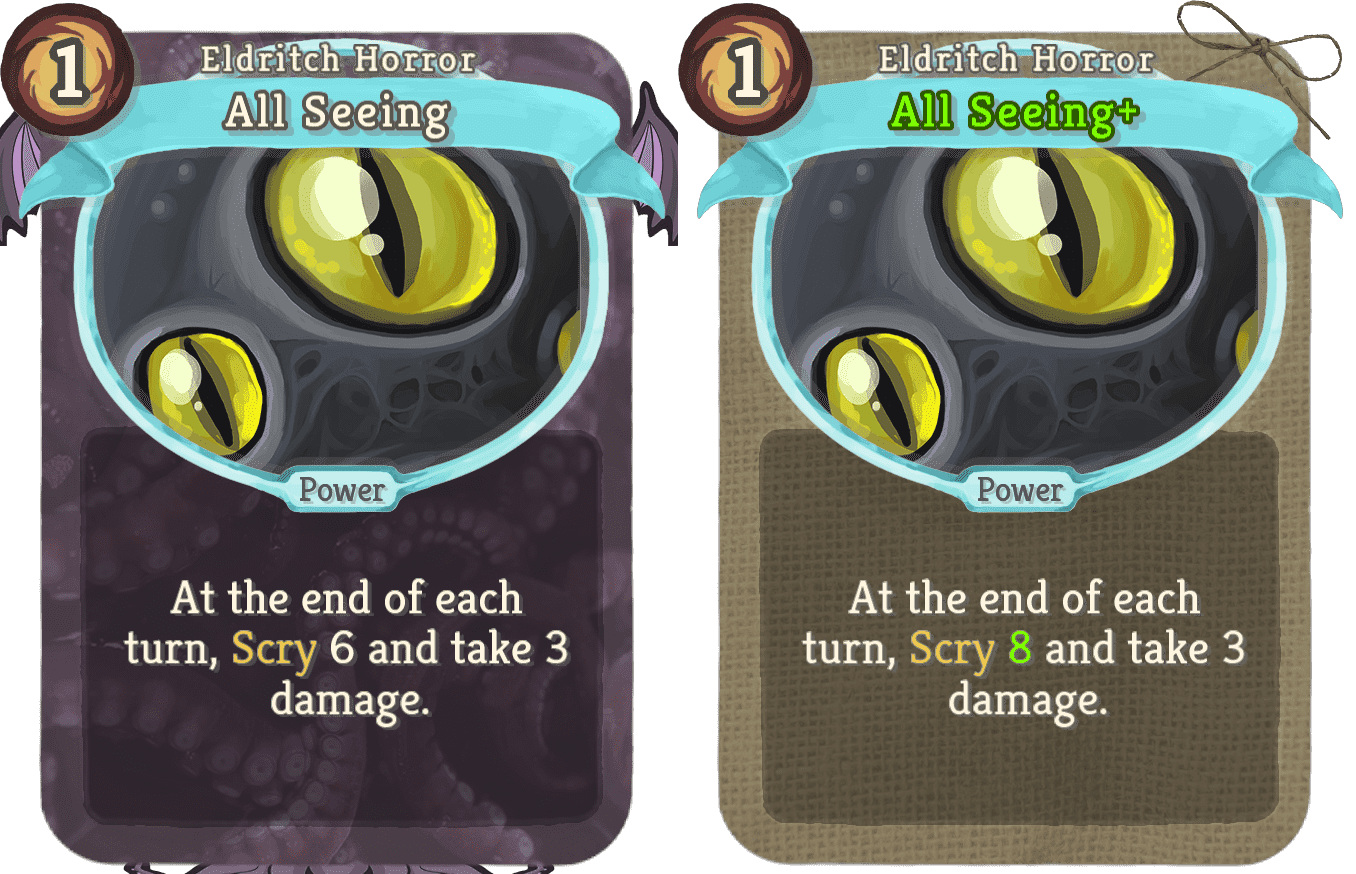 1
Eldritch Horror
All Seeing
Power
At the end of each
turn, Scry 6 and take 3
damage.
1
Eldritch Horror
All Seeing+
Power
At the end of each
turn, Scry 8 and take 3
damage.